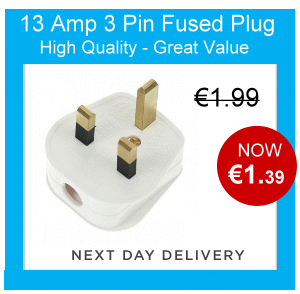 13 Amp 3 Pin Fused Plug
High Quality - Great Value
€1.99
NOW
€1.39
NEXT DAY DELIVERY